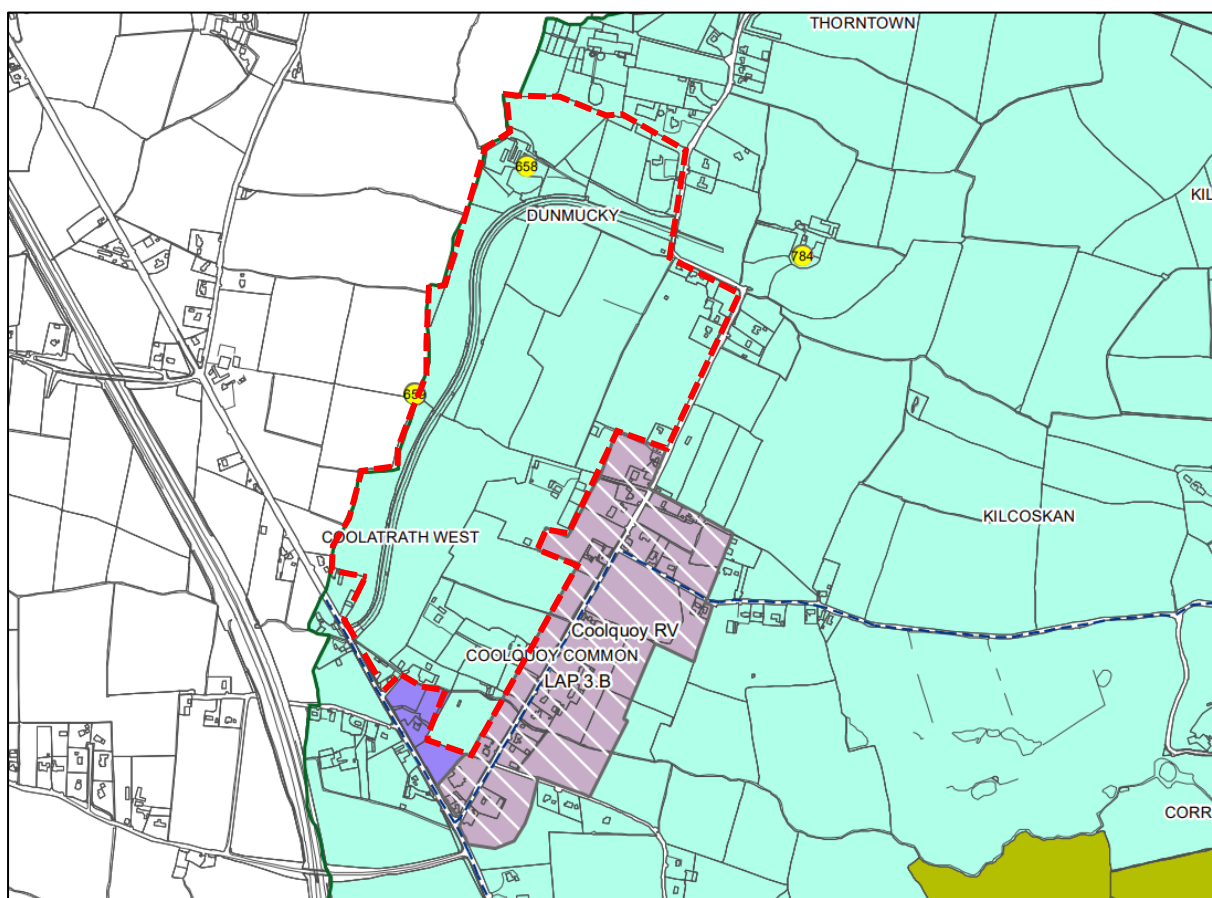 THORNTOWN
658
KIL
DUNMUCKY
784
659
KILCOSKAN
COOLATRATH WEST
Coolquoy RV
COOLQUOY COMMON
LAP 3.B
CORR